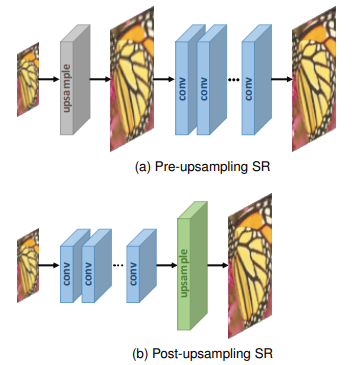 upsample
conv
conv
...
conv
(a) Pre-upsampling SR
conv
conv
...
conv
upsample
(b) Post-upsampling SR